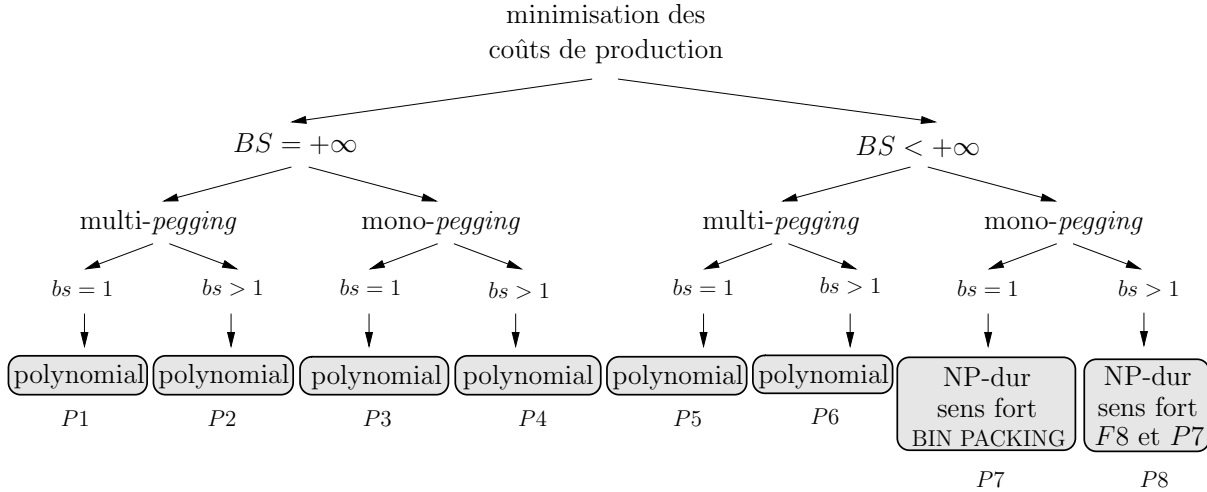 minimisation des
coûts de production
BS = +∞
BS < +∞
multi-pegging
mono-pegging
multi-pegging
mono-pegging
bs = 1
bs > 1
bs = 1
bs > 1
bs = 1
bs > 1
bs = 1
bs > 1
polynomial
polynomial
polynomial
polynomial
polynomial
polynomial
NP-dur
sens fort
BIN PACKING
NP-dur
sens fort
F8 et P7
P1
P2
P3
P4
P5
P6
P7
P8